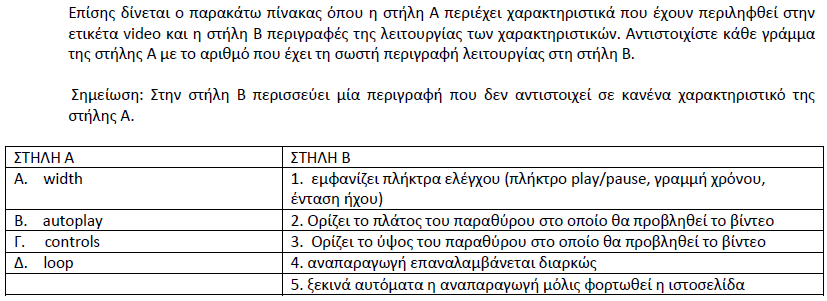 Επίσης δίνεται ο παρακάτω πίνακας όπου η στήλη Α περιέχει χαρακτηριστικά που έχουν περιληφθεί στην
ετικέτα video και η στήλη Β περιγραφές της λειτουργίας των χαρακτηριστικών. Αντιστοιχίστε κάθε γράμμα
της στήλης Α με το αριθμό που έχει τη σωστή περιγραφή λειτουργίας στη στήλη Β.
Σημείωση: Στην στήλη Β περισσεύει μία περιγραφή που δεν αντιστοιχεί σε κανένα χαρακτηριστικό της
στήλης Α.
ΣΤΗΛΗ Α ΣΤΗΛΗ Β
Α. width 1. εμφανίζει πλήκτρα ελέγχου (πλήκτρο play/pause, γραμμή χρόνου,
ένταση ήχου)
Β. autoplay 2. Ορίζει το πλάτος του παραθύρου στο οποίο θα προβληθεί το βίντεο
Γ. controls 3. Ορίζει το ύψος του παραθύρου στο οποίο θα προβληθεί το βίντεο
Δ. loop 4. αναπαραγωγή επαναλαμβάνεται διαρκώς
5. ξεκινά αυτόματα η αναπαραγωγή μόλις φορτωθεί η ιστοσελίδα